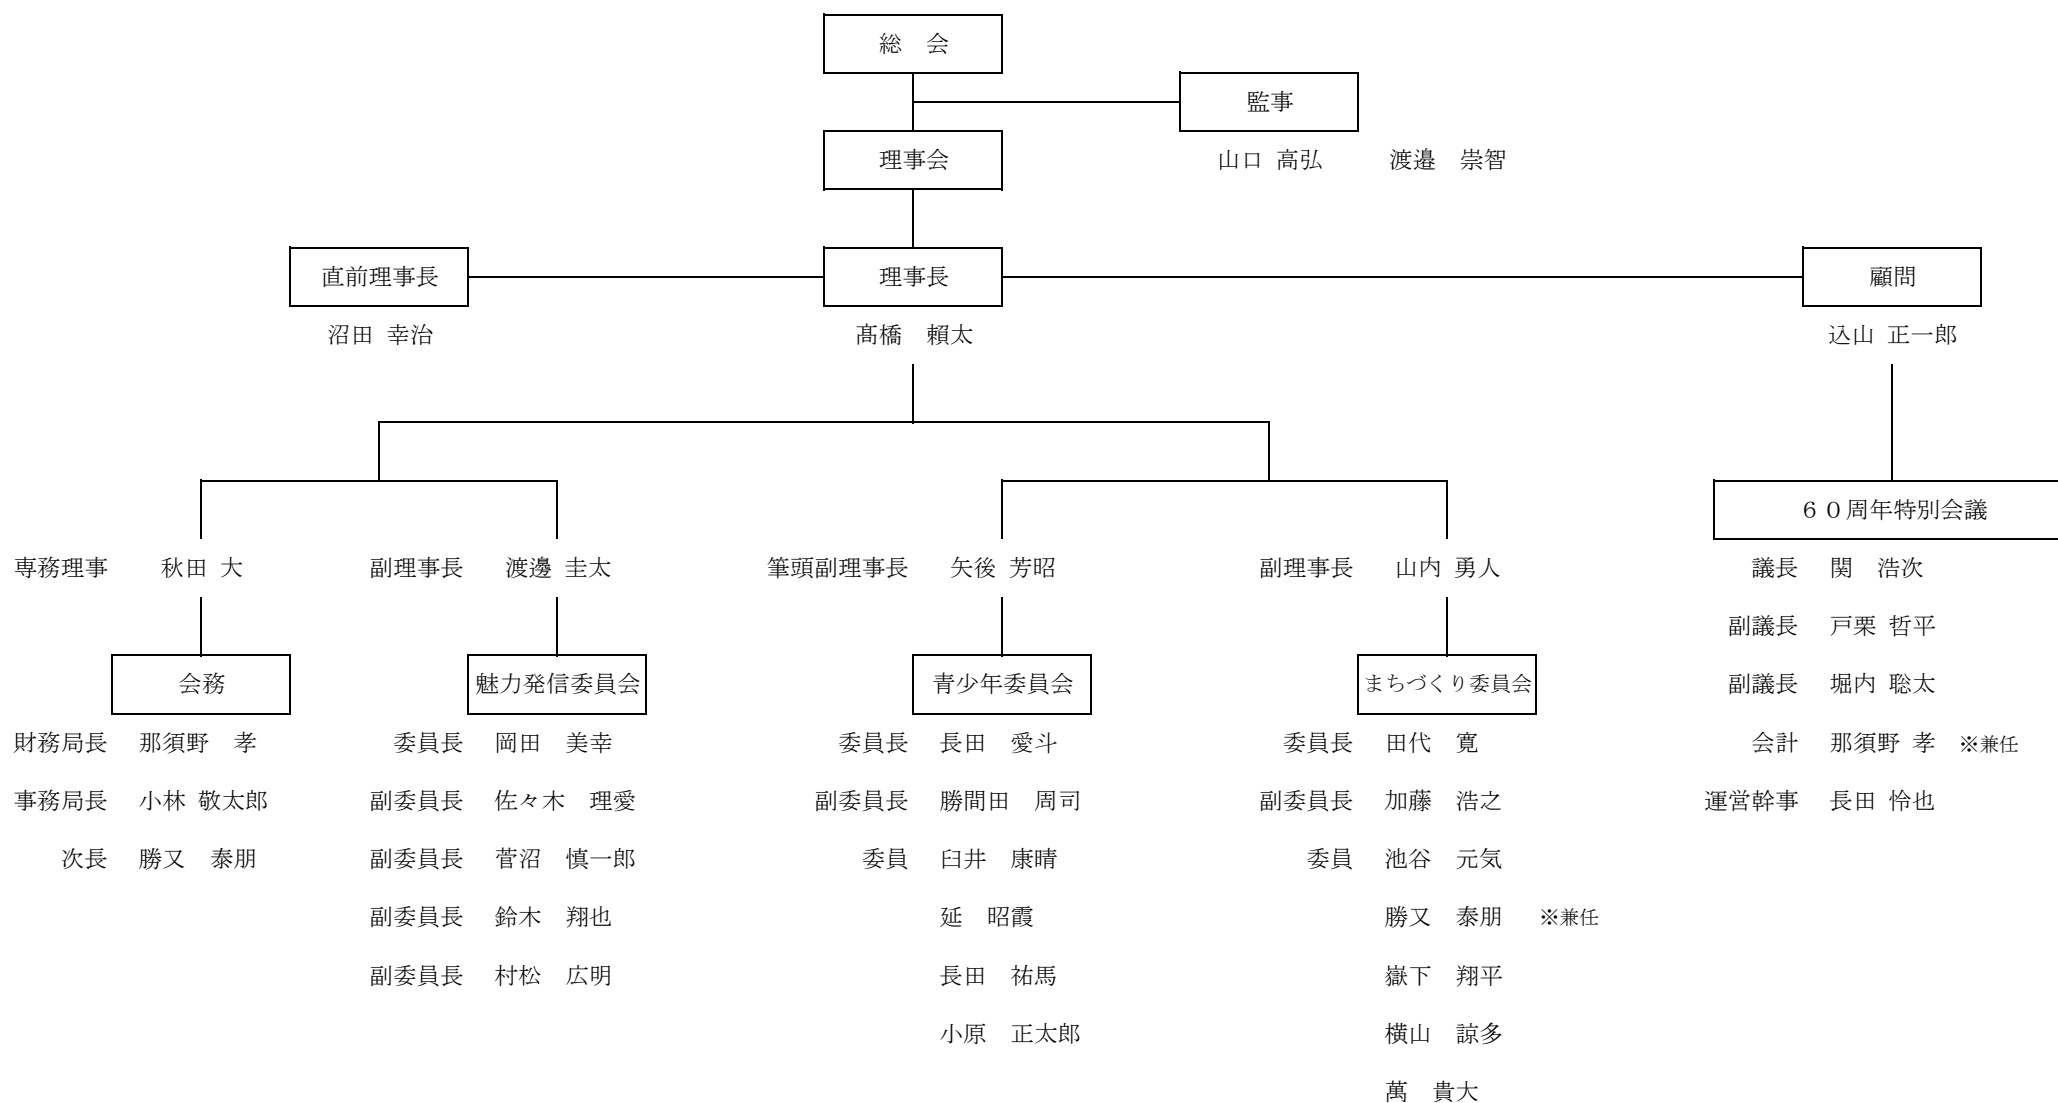 総　会
監事
理事会
山口 高弘　　渡邉　崇智
直前理事長　理事長　顧問
沼田 幸治　髙橋　頼太　込山 正一郎
６０周年特別会議
専務理事　秋田 大　副理事長　渡邊 圭太　筆頭副理事長　矢後 芳昭　副理事長　山内 勇人　議長　関　浩次
副議長　戸栗 哲平
会務　魅力発信委員会　青少年委員会　まちづくり委員会　副議長　堀内 聡太
財務局長　那須野　孝　委員長　岡田　美幸　委員長　長田　愛斗　委員長　田代　寛　会計　那須野 孝　※兼任
事務局長　小林 敬太郎　副委員長　佐々木　理愛　副委員長　勝間田　周司　副委員長　加藤　浩之　運営幹事　長田 怜也
次長　勝又　泰朋　副委員長　菅沼　慎一郎　委員　臼井　康晴　委員　池谷　元気
副委員長　鈴木　翔也　延　昭霞　勝又　泰朋　※兼任
副委員長　村松　広明　長田　祐馬　嶽下　翔平
小原　正太郎　横山　諒多
萬　貴大